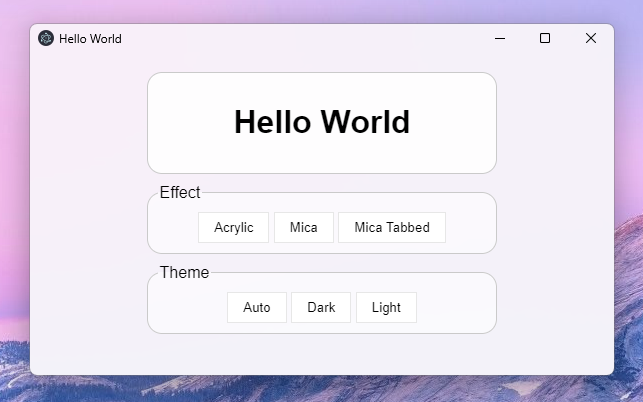 Hello World
Hello World
Effect
Acrylic Mica Mica Tabbed
Theme
Auto Dark Light